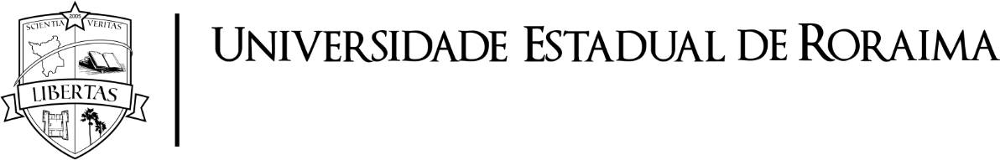 2005
SCIENTIA VERITAS
LIBERTAS
UNIVERSIDADE ESTADUAL DE RORAIMA